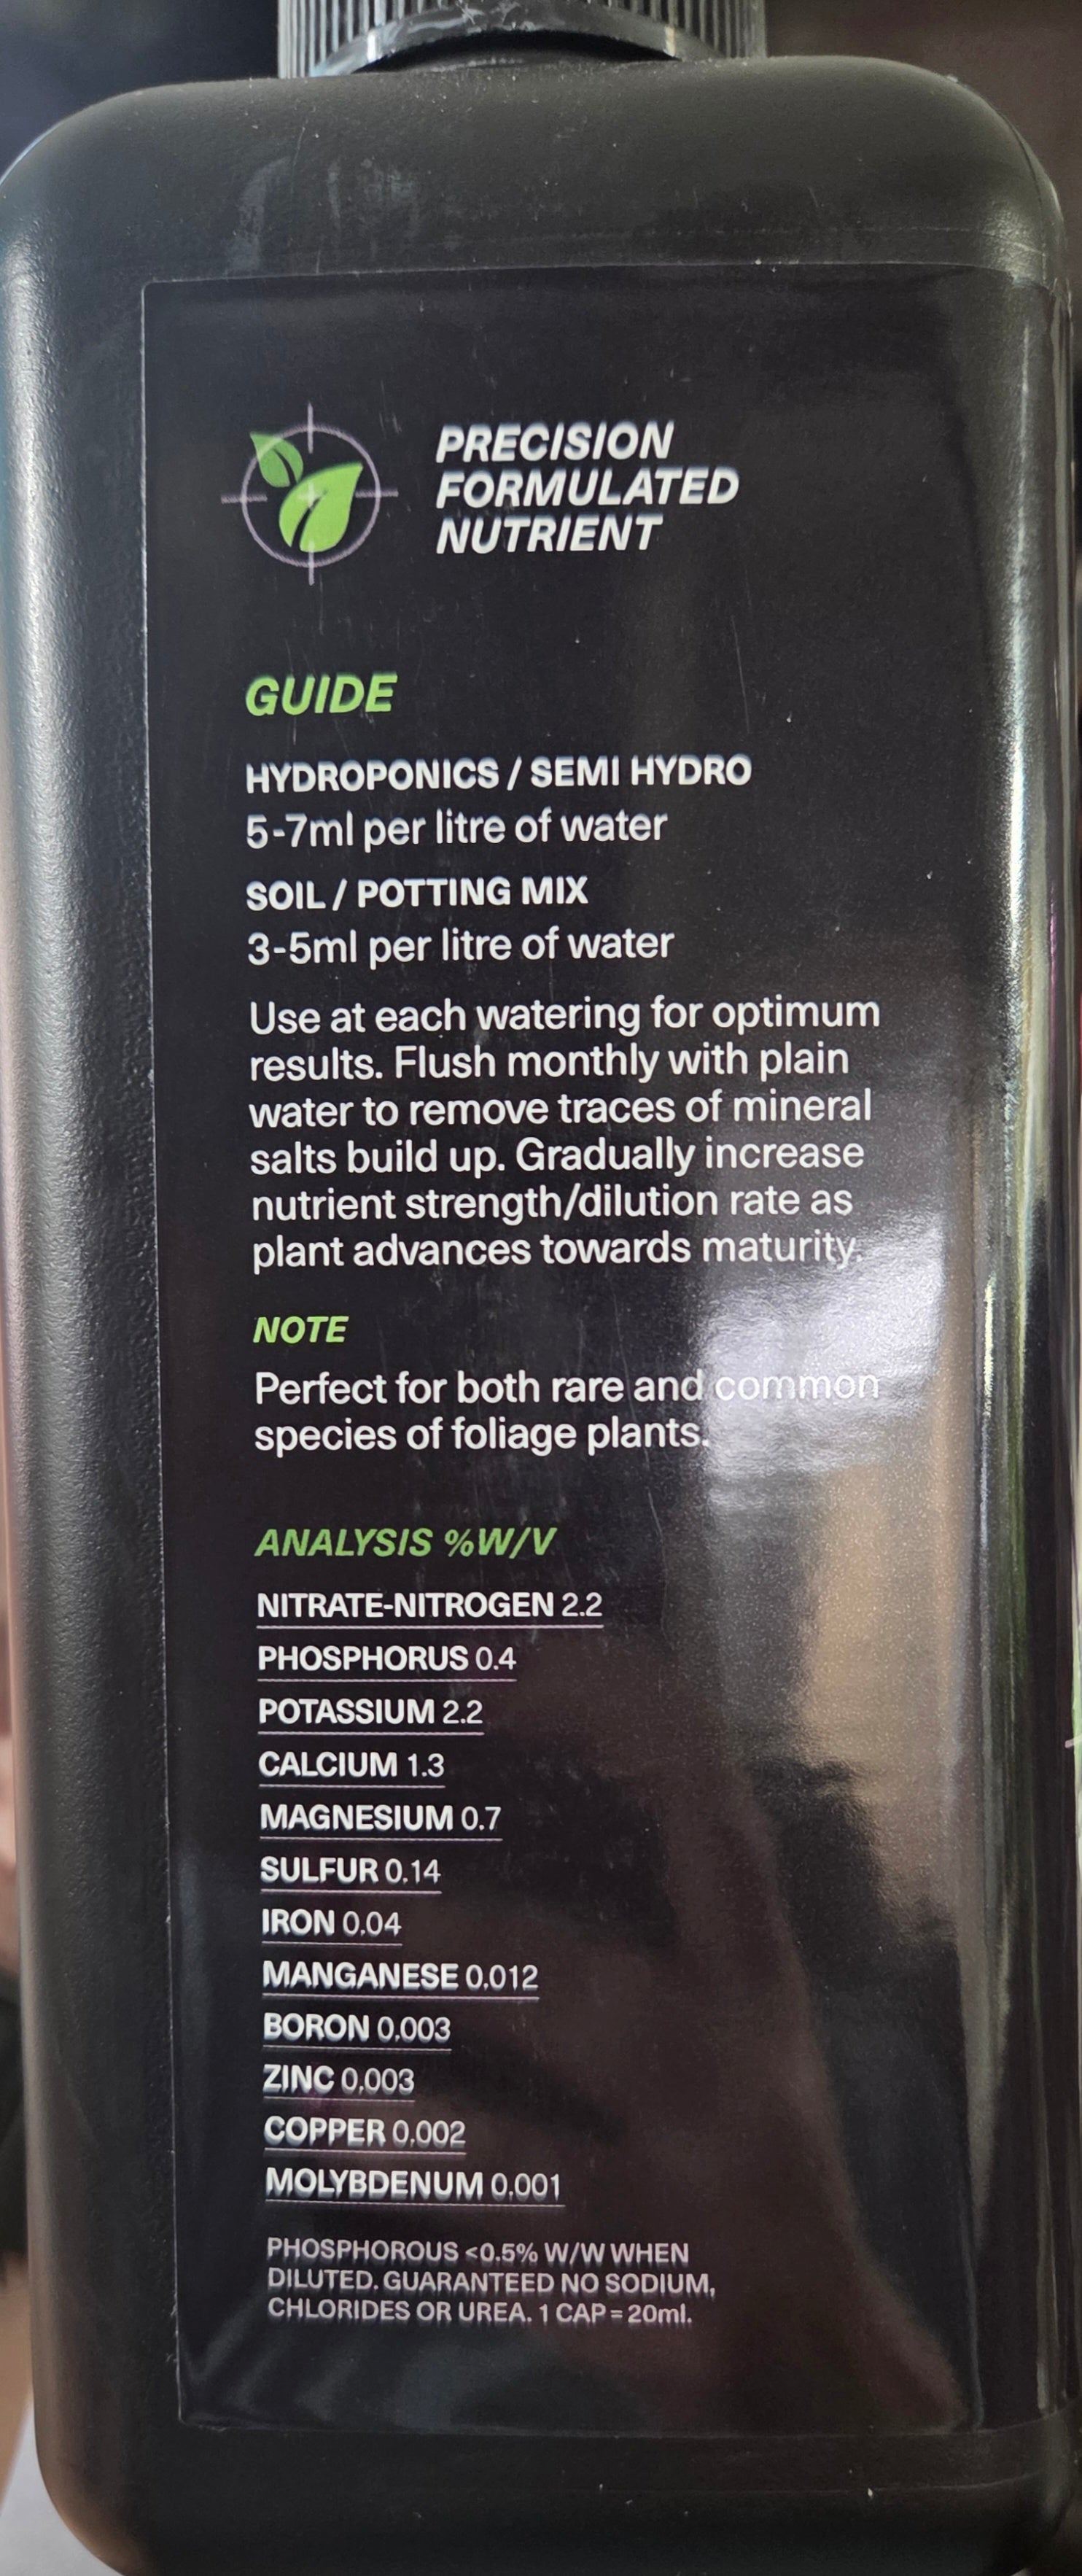 PRECISION
FORMULATED
NUTRIENT
GUIDE
HYDROPONICS / SEMI HYDRO
5-7ml per litre of water
SOIL / POTTING MIX
3-5ml per litre of water
Use at each watering for optimum
results. Flush monthly with plain
water to remove traces of mineral
salts build up. Gradually increase
nutrient strength/dilution rate as
plant advances towards maturity.
NOTE
Perfect for both rare and common
species of foliage plants.
ANALYSIS %W/V
NITRATE-NITROGEN 2.2
PHOSPHORUS 0.4
POTASSIUM 2.2
CALCIUM 1.3
MAGNESIUM 0.7
SULFUR 0.14
IRON 0.04
MANGANESE 0.012
BORON 0.003
ZINC 0.003
COPPER 0.002
MOLYBDENUM 0.001
PHOSPHOROUS <0.5% W/W WHEN
DILUTED. GUARANTEED NO SODIUM,
CHLORIDES OR UREA. 1 CAP = 20ml.